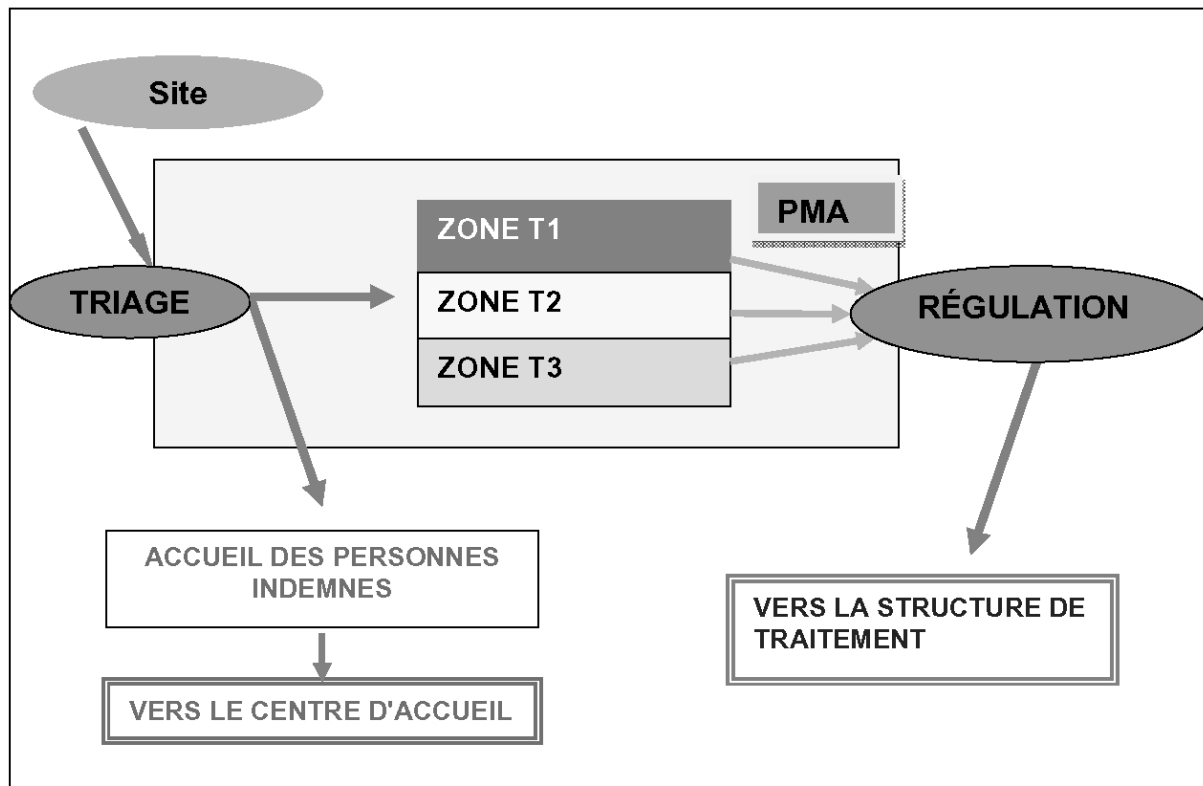 Site
PMA
ZONE T1
TRIAGE
ZONE T2
RÉGULATION
ZONE T3
ACCUEIL DES PERSONNES
INDEMNES
VERS LA STRUCTURE DE
TRAITEMENT
VERS LE CENTRE D'ACCUEIL